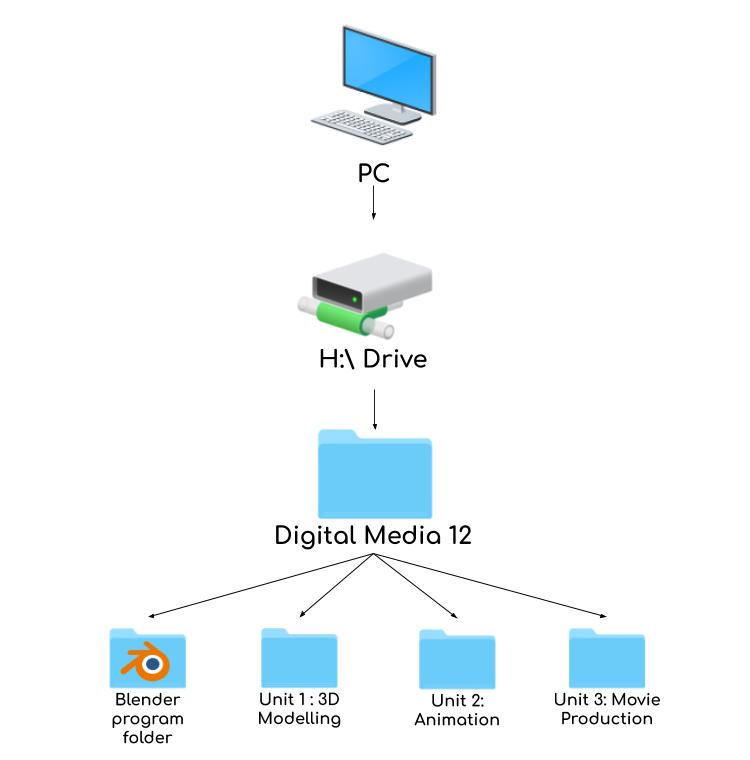 PC
H:\ Drive
Digital Media 12
Blender
program
folder
Unit 1 : 3D
Modelling
Unit 2:
Animation
Unit 3: Movie
Production